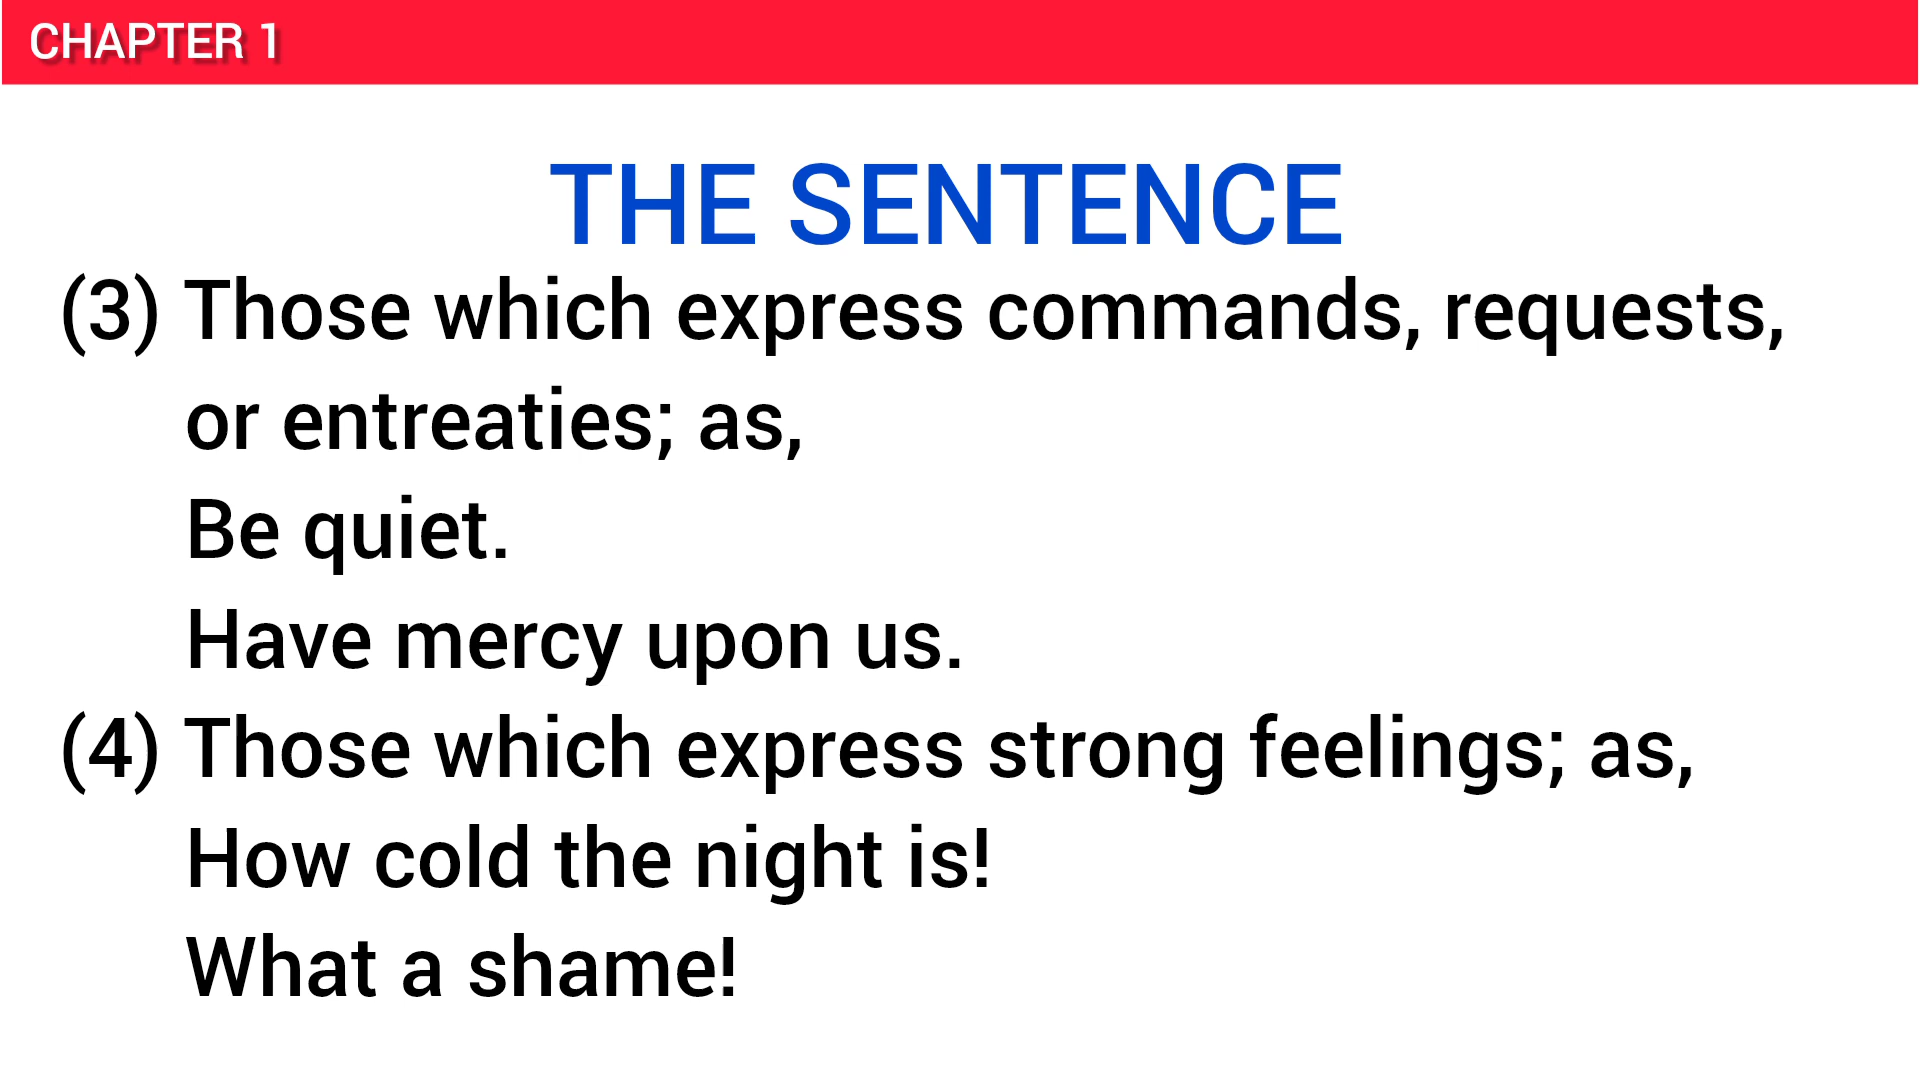 CHAPTER 1
THE SENTENCE
(3) Those which express commands, requests,
or entreaties; as,
Be quiet.
Have mercy upon us.
(4) Those which express strong feelings; as,
How cold the night is!
What a shame!